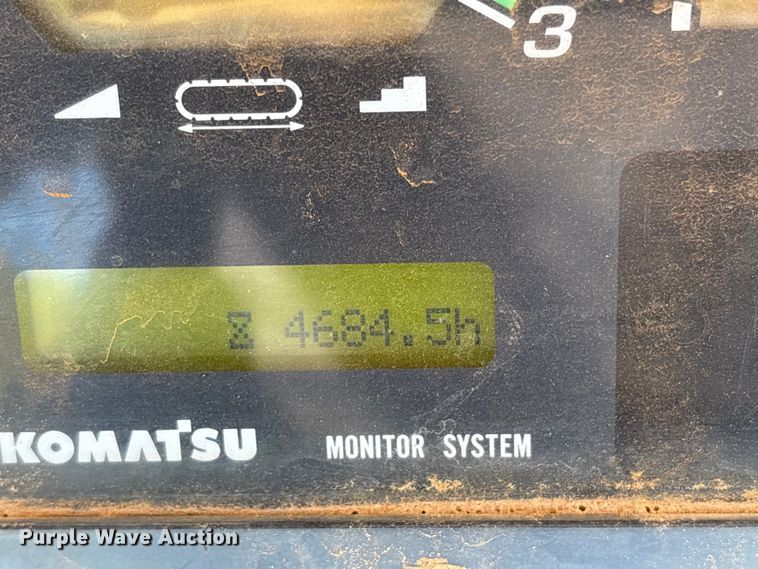 3
4684.5h
KOMATSU MONITOR SYSTEM
Purple Wave Auction